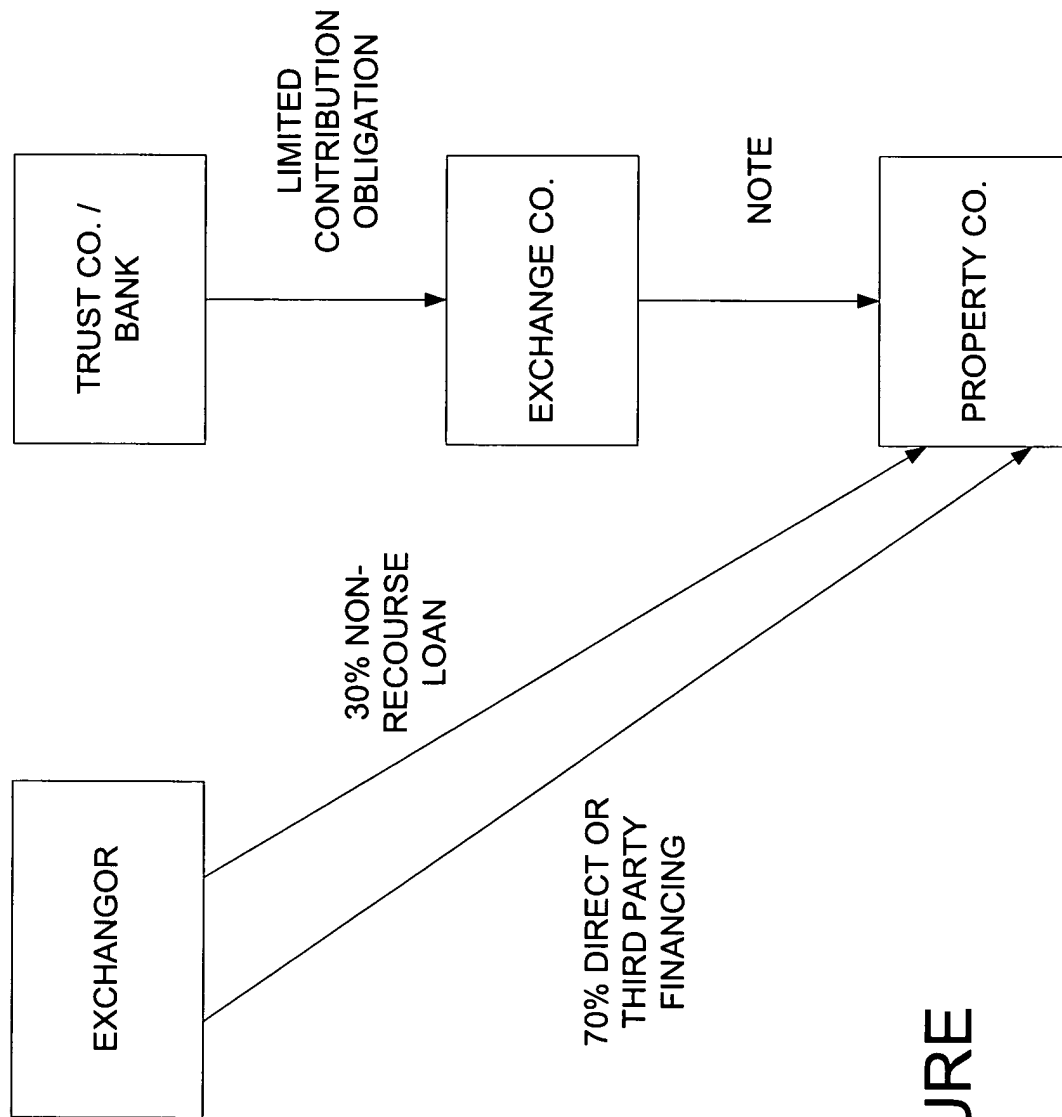 EXCHANGOR
TRUST CO. /
BANK
LIMITED
CONTRIBUTION
OBLIGATION
30% NON-
RECOURSE
LOAN
EXCHANGE CO.
70% DIRECT OR
THIRD PARTY
FINANCING
NOTE
PROPERTY CO.